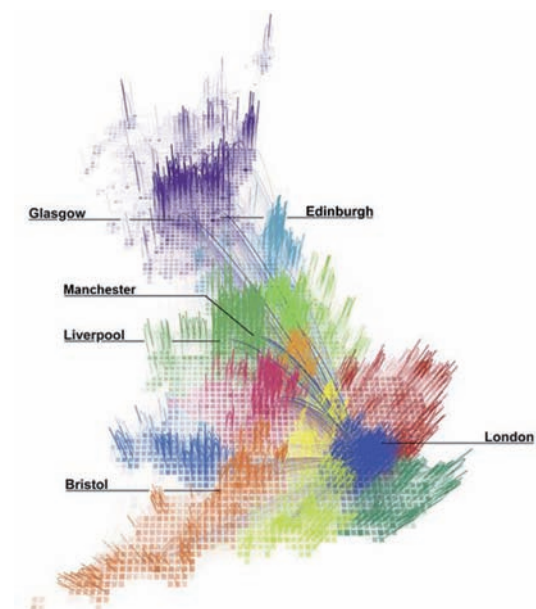 Glasgow
Edinburgh
Manchester
Liverpool
London
Bristol